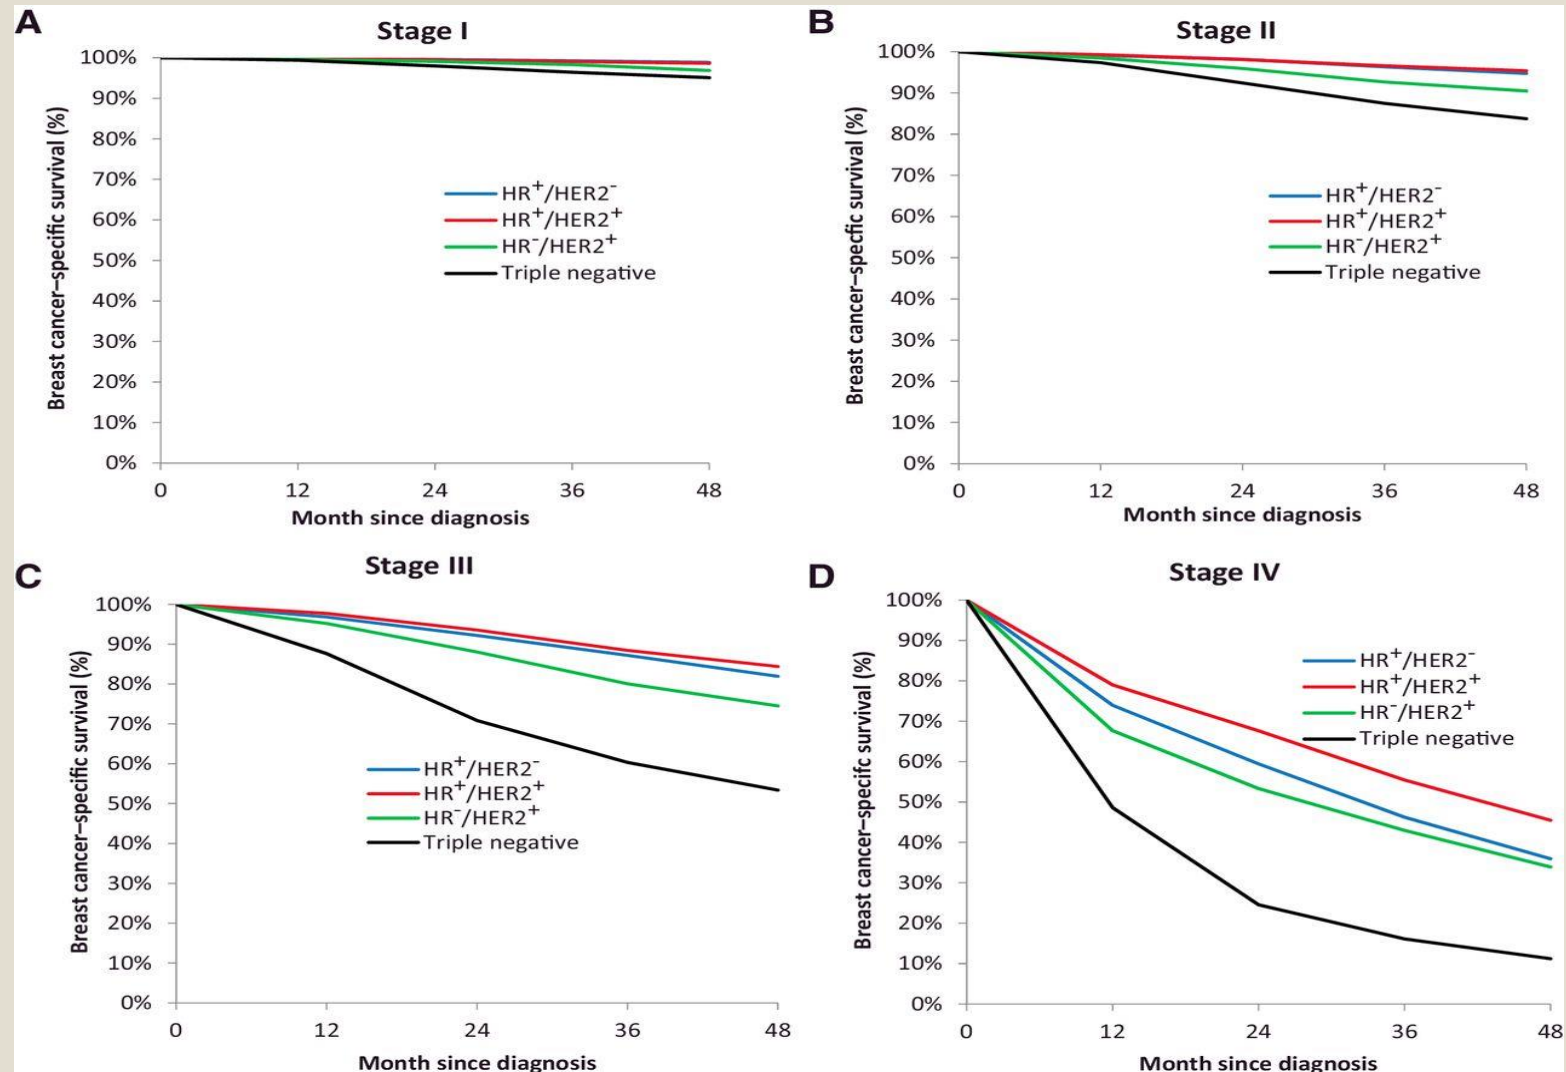 A
Stage I
100%
90%
80%
70%
60%
50%
40%
30%
20%
10%
0%
Breast cancer–specific survival (%)
HR+/HER2-
HR+/HER2+
HR-/HER2+
Triple negative
0 12 24 36 48
Month since diagnosis
B
Stage II
100%
90%
80%
70%
60%
50%
40%
30%
20%
10%
0%
Breast cancer–specfic survival (%)
HR+/HER2-
HR+/HER2+
HR-/HER2+
Triple negative
0 12 24 36 48
Month since diagnosis
C
Stage III
100%
90%
80%
70%
60%
50%
40%
30%
20%
10%
0%
Breast cancer–specific survival (%)
HR+/HER2-
HR+/HER2+
HR-/HER2+
Triple negative
0 12 24 36 48
Month since diagnosis
D
Stage IV
100%
90%
80%
70%
60%
50%
40%
30%
20%
10%
0%
Breast cancer–specifc survival (%)
HR+/HER2-
HR+/HER2+
HR-/HER2+
Triple negative
0 12 24 36 48
Month since diagnosis